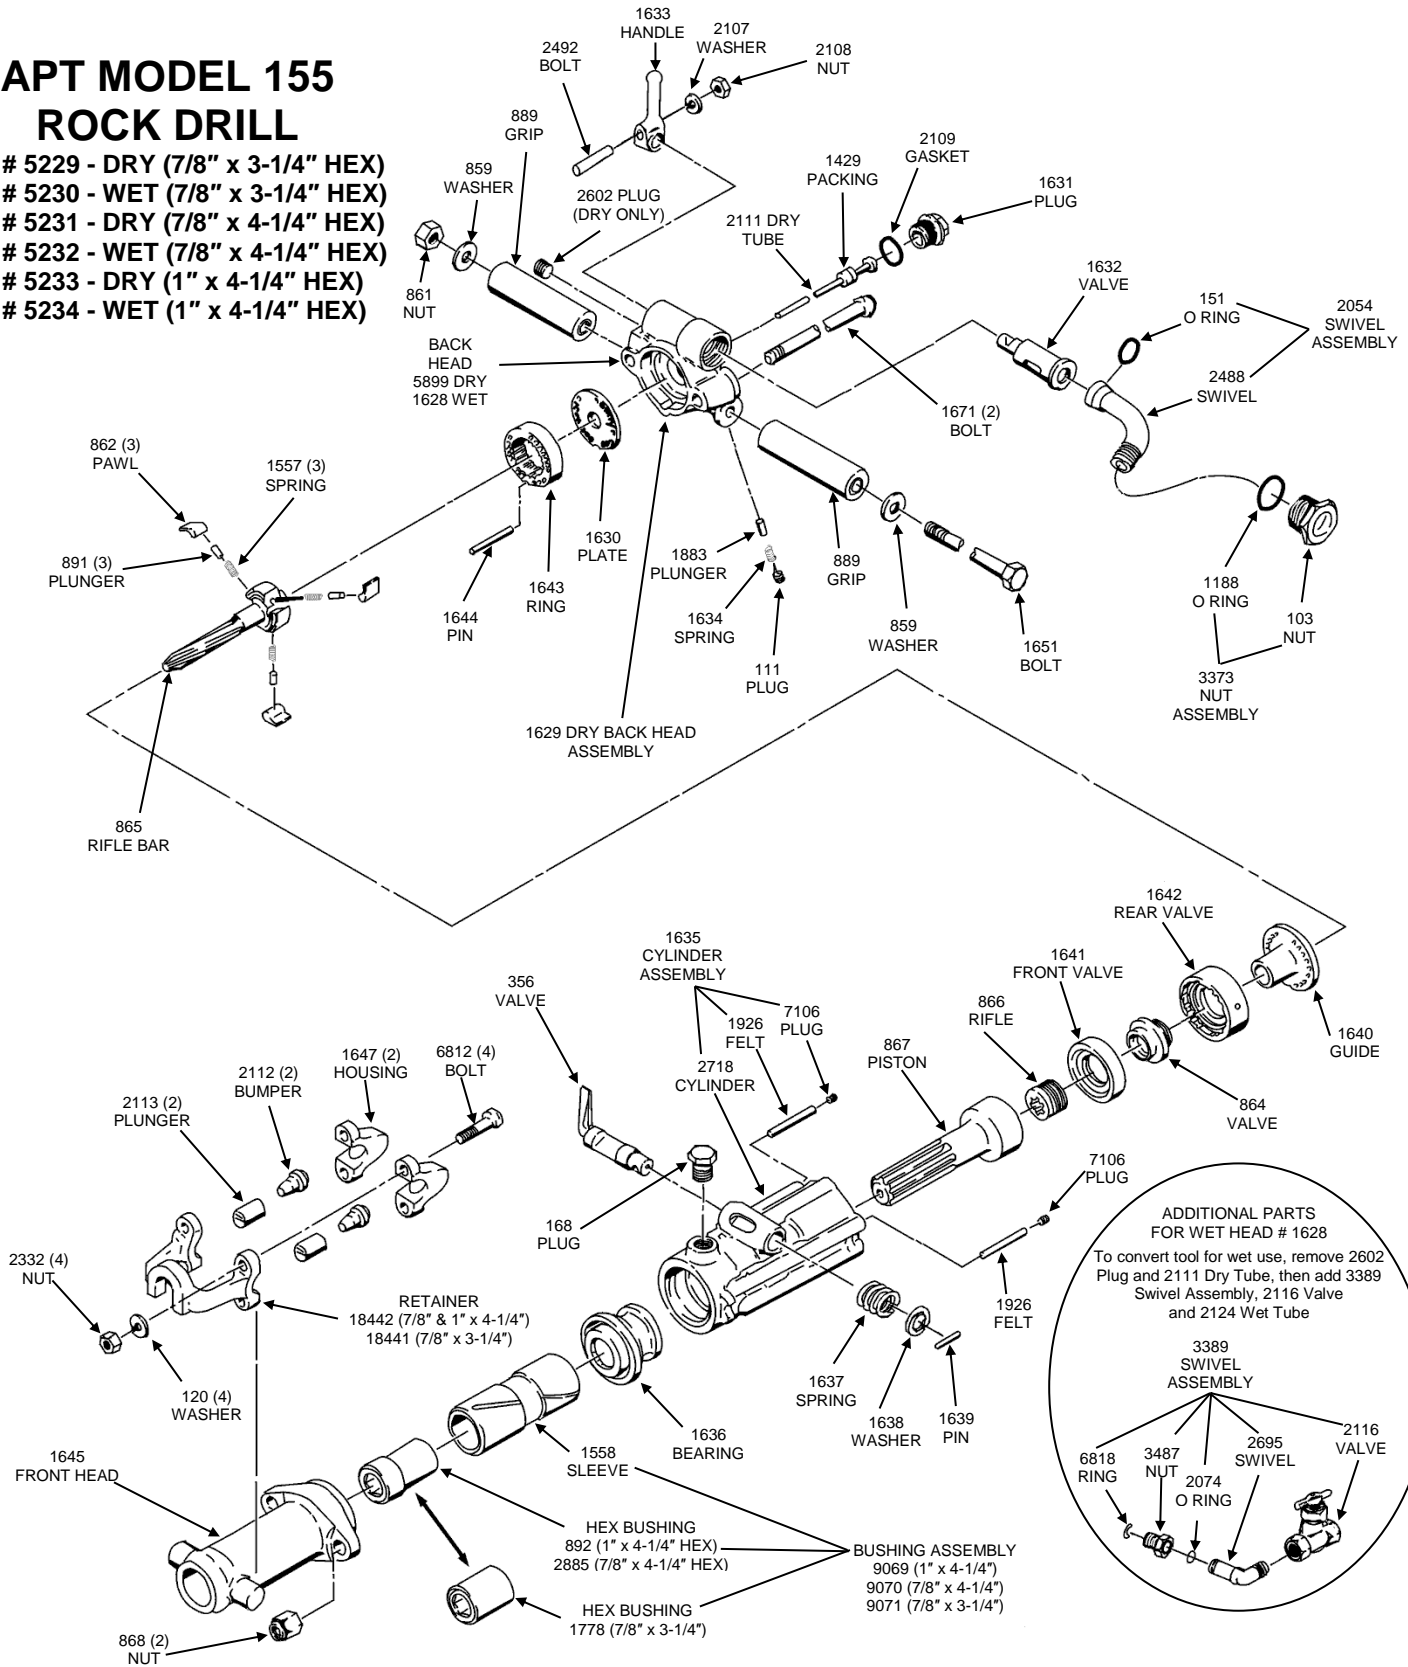 APT MODEL 155
ROCK DRILL
# 5229 - DRY (7/8" x 3-1/4" HEX)
# 5230 - WET (7/8" x 3-1/4" HEX)
# 5231 - DRY (7/8" x 4-1/4" HEX)
# 5232 - WET (7/8" x 4-1/4" HEX)
# 5233 - DRY (1" x 4-1/4" HEX)
# 5234 - WET (1" x 4-1/4" HEX)
1633
HANDLE
2107
WASHER
2492
BOLT
2108
NUT
889
GRIP
859
WASHER
2602 PLUG
(DRY ONLY)
2109
GASKET
1429
PACKING
1631
PLUG
2111 DRY
TUBE
861
NUT
1632
VALVE
151
O RING
2054
SWIVEL
ASSEMBLY
BACK
HEAD
5899 DRY
1628 WET
2488
SWIVEL
1671 (2)
BOLT
862 (3)
PAWL
1557 (3)
SPRING
891 (3)
PLUNGER
1630
PLATE
1883
PLUNGER
889
GRIP
1643
RING
1644
PIN
1634
SPRING
859
WASHER
1188
O RING
103
NUT
111
PLUG
1651
BOLT
3373
NUT
ASSEMBLY
1629 DRY BACK HEAD
ASSEMBLY
865
RIFLE BAR
1642
REAR VALVE
1635
CYLINDER
ASSEMBLY
1641
FRONT VALVE
356
VALVE
7106
PLUG
866
RIFLE
1926
FELT
1640
GUIDE
867
PISTON
1647 (2)
HOUSING
6812 (4)
BOLT
2718
CYLINDER
2112 (2)
BUMPER
2113 (2)
PLUNGER
864
VALVE
7106
PLUG
168
PLUG
ADDITIONAL PARTS
FOR WET HEAD # 1628
To convert tool for wet use, remove 2602
Plug and 2111 Dry Tube, then add 3389
Swivel Assembly, 2116 Valve
and 2124 Wet Tube
2332 (4)
NUT
RETAINER
18442 (7/8" & 1" x 4-1/4")
18441 (7/8" x 3-1/4")
1926
FELT
3389
SWIVEL
ASSEMBLY
1637
SPRING
120 (4)
WASHER
1638
WASHER
1639
PIN
1636
BEARING
2116
VALVE
1645
FRONT HEAD
1558
SLEEVE
6818
RING
3487
NUT
2695
SWIVEL
2074
O RING
HEX BUSHING
892 (1" x 4-1/4" HEX)
2885 (7/8" x 4-1/4" HEX)
BUSHING ASSEMBLY
9069 (1" x 4-1/4")
9070 (7/8" x 4-1/4")
9071 (7/8" x 3-1/4")
HEX BUSHING
1778 (7/8" x 3-1/4")
868 (2)
NUT